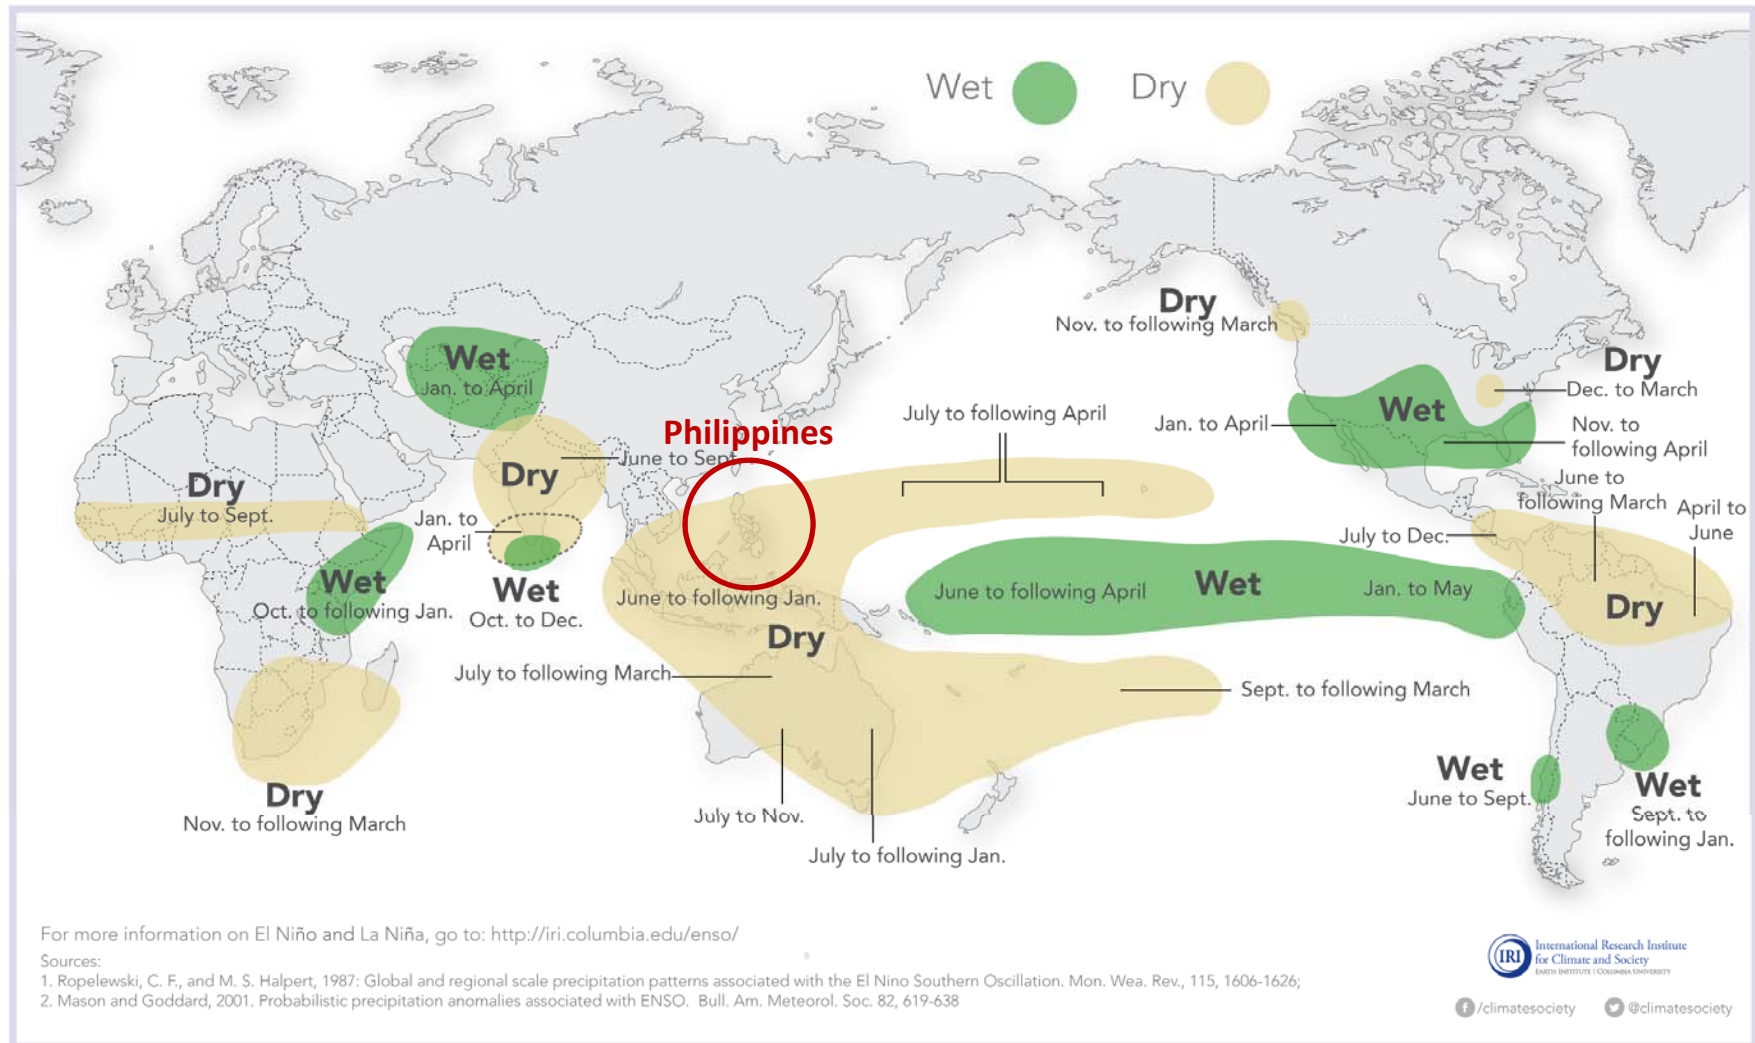 Wet
Dry
Dry
Nov. to following March
Dry
Dec. to March
Wet
Jan. to April
Philippines
July to following April
Jan. to April
Wet
Nov. to
following April
June to Sept
Dry
Dry
July to Sept.
June to
following March
April to
June
Jan. to
April
July to Dec.
Wet
Oct. to following Jan.
Wet
Oct. to Dec.
June to following Jan.
Dry
June to following April
Wet
Jan. to May
Dry
July to following March
Sept. to following March
Dry
Nov. to following March
July to Nov.
July to following Jan.
Wet
June to Sept.
Wet
Sept. to
following Jan.
For more information on El Niño and La Niña, go to: http://iri.columbia.edu/enso/
Sources:
1. Ropelewski, C. F., and M. S. Halpert, 1987: Global and regional scale precipitation patterns associated with the El Nino Southern Oscillation. Mon. Wea. Rev., 115, 1606-1626;
2. Mason and Goddard, 2001. Probabilistic precipitation anomalies associated with ENSO. Bull. Am. Meteorol. Soc. 82, 619-638
IRI
International Research Institute
for Climate and Society
EARTH INSTITUTE | COLUMBIA UNIVERSITY
/climatesociety
@climatesociety